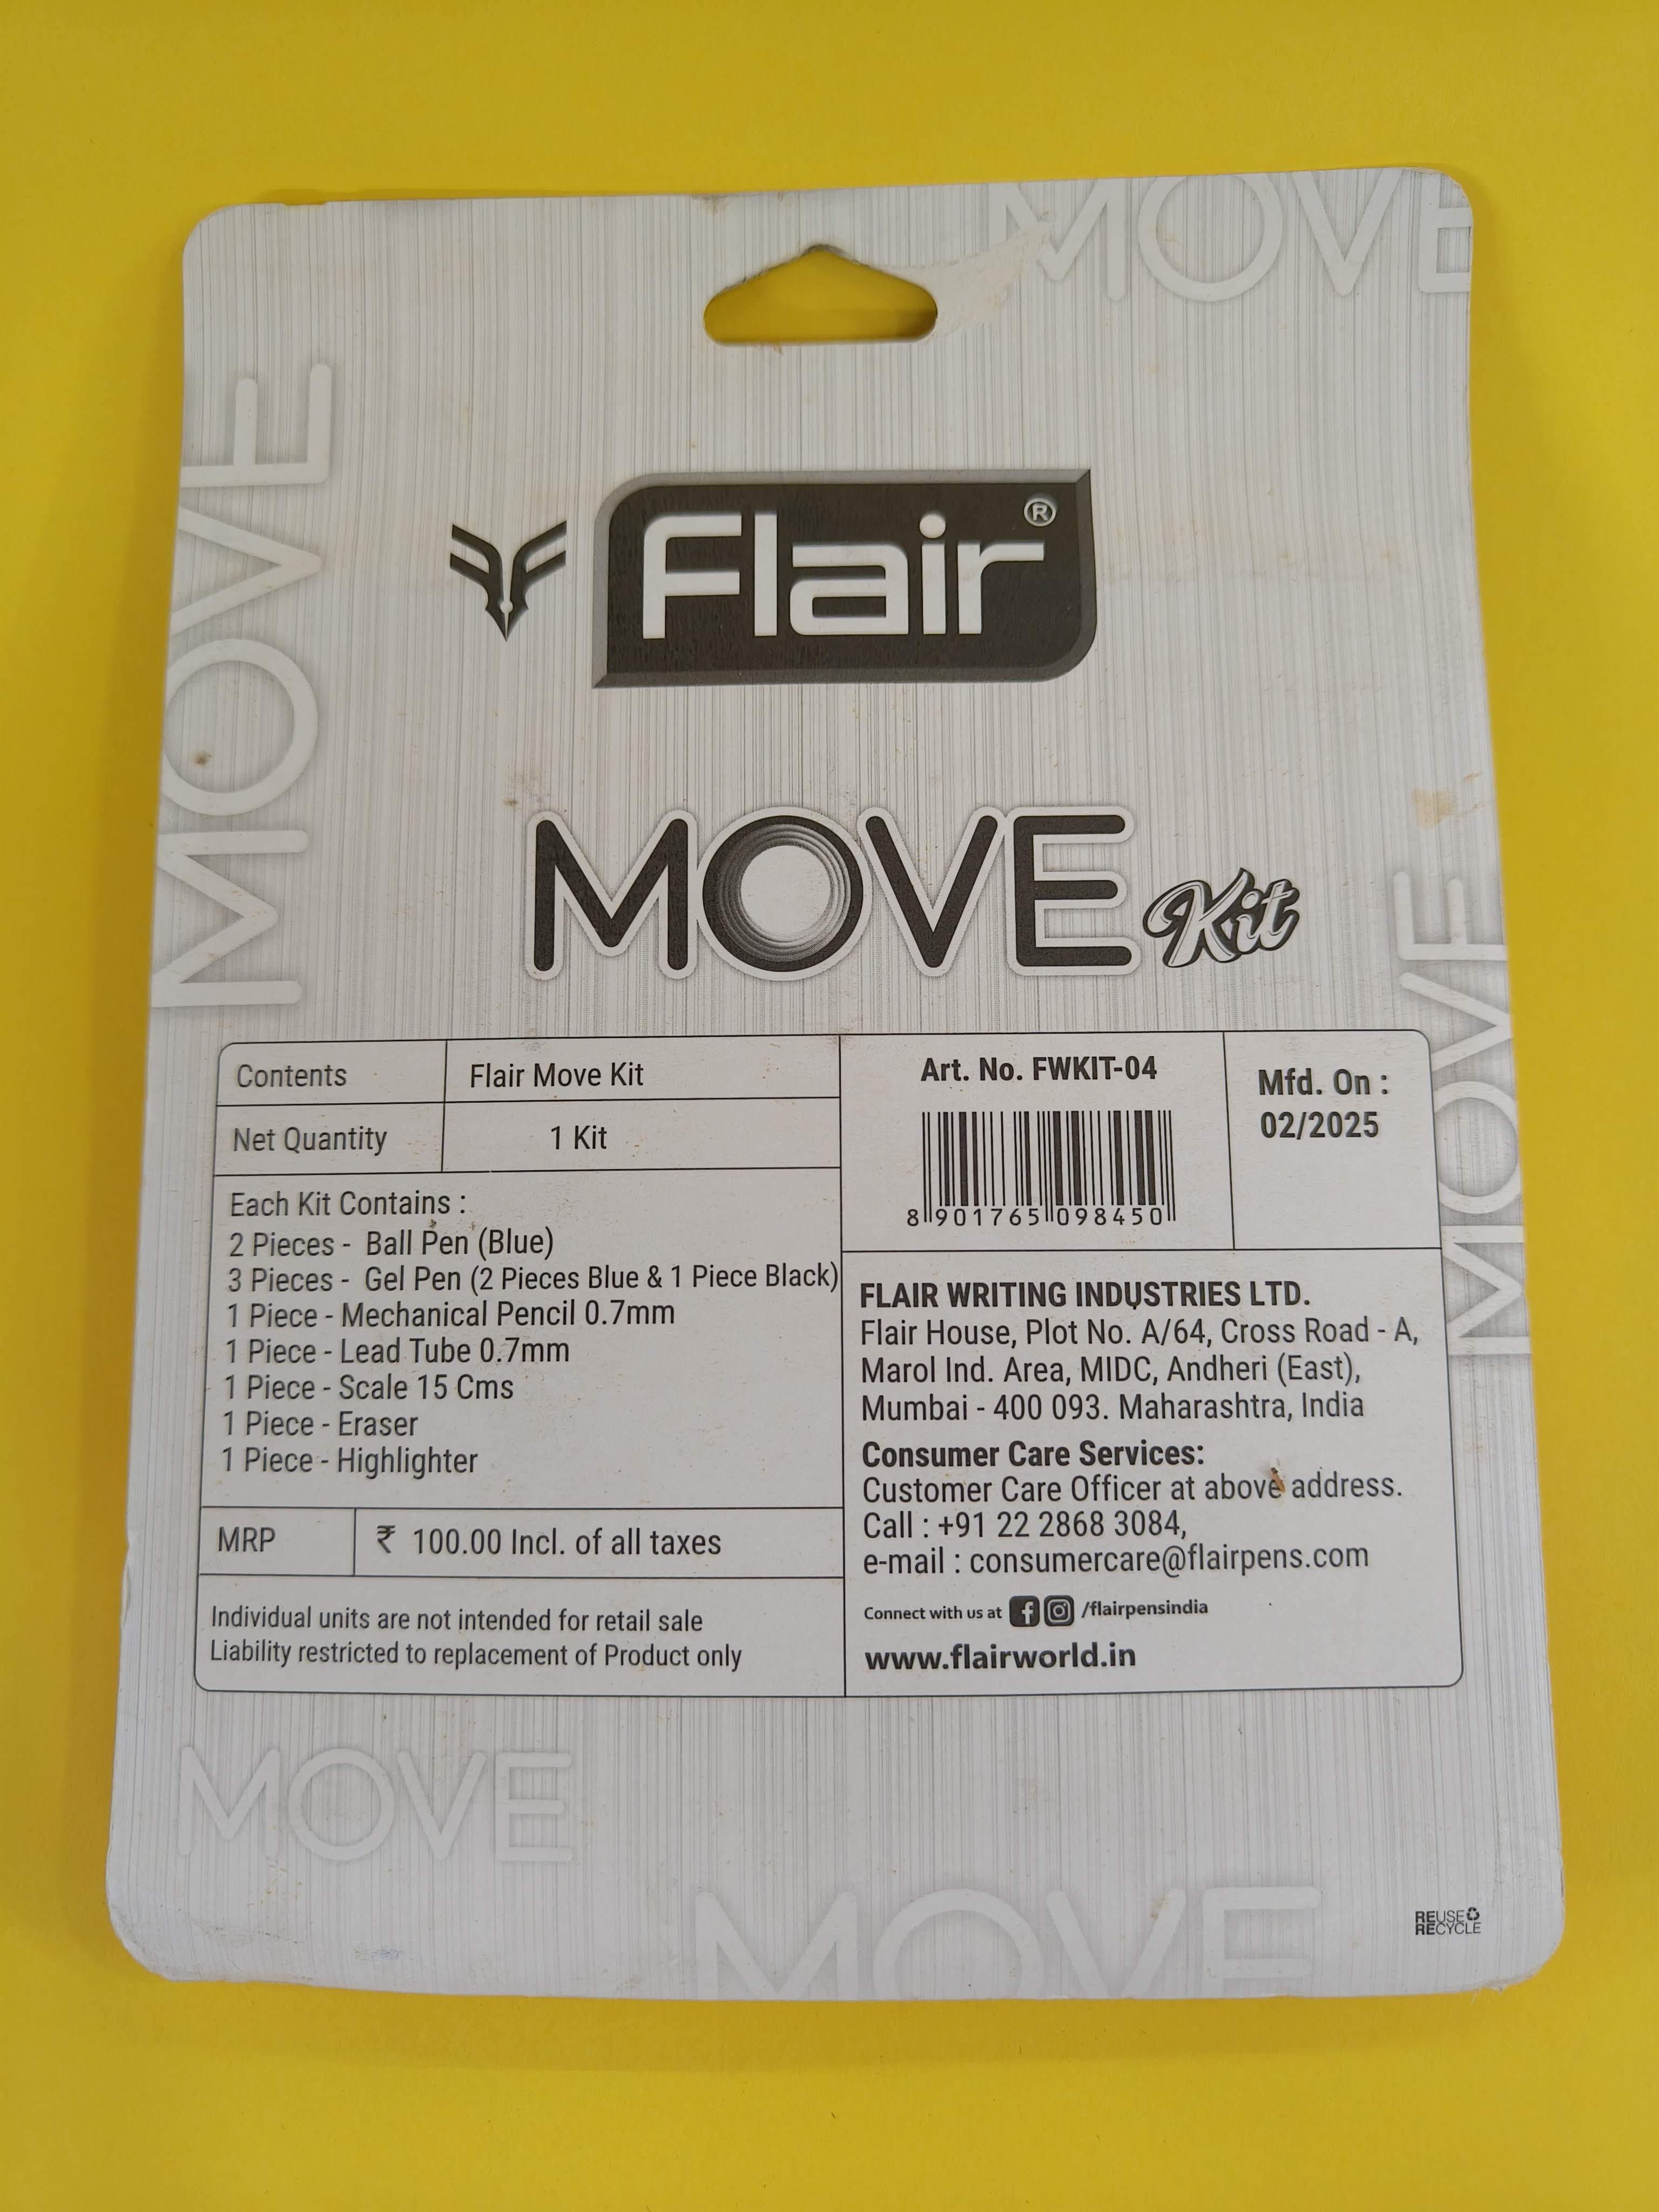 MOVE
MOVE
Flair®
MOVE Kit
MOVE
Contents Flair Move Kit
Net Quantity 1 Kit
Each Kit Contains :
2 Pieces - Ball Pen (Blue)
3 Pieces - Gel Pen (2 Pieces Blue & 1 Piece Black)
1 Piece - Mechanical Pencil 0.7mm
1 Piece - Lead Tube 0.7mm
1 Piece - Scale 15 Cms
1 Piece - Eraser
1 Piece - Highlighter
MRP ₹ 100.00 Incl. of all taxes
Individual units are not intended for retail sale
Liability restricted to replacement of Product only
Art. No. FWKIT-04
8 901765 098450
Mfd. On :
02/2025
FLAIR WRITING INDUSTRIES LTD.
Flair House, Plot No. A/64, Cross Road - A,
Marol Ind. Area, MIDC, Andheri (East),
Mumbai - 400 093. Maharashtra, India
Consumer Care Services:
Customer Care Officer at above address.
Call : +91 22 2868 3084,
e-mail : consumercare@flairpens.com
Connect with us at /flairpensindia
www.flairworld.in
MOVE
MOVE
REUSE
RECYCLE